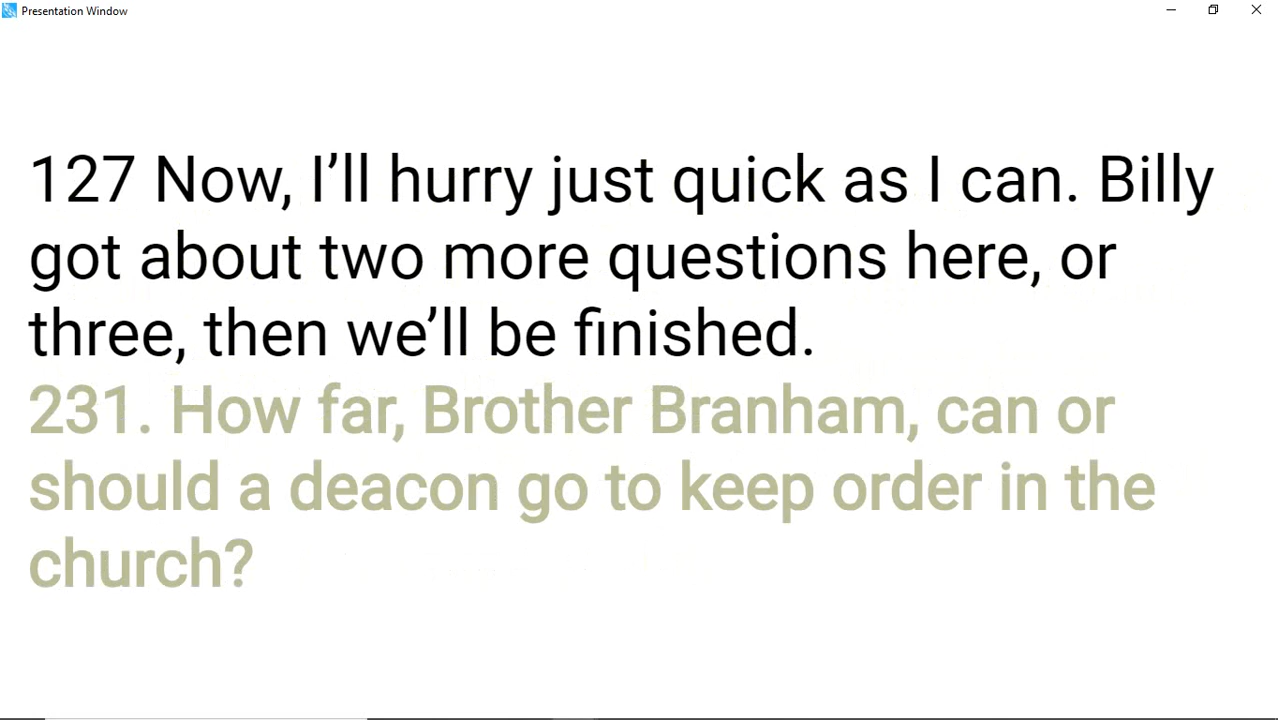 Presentation Window
127 Now, I’ll hurry just quick as I can. Billy
got about two more questions here, or
three, then we’ll be finished.
231. How far, Brother Branham, can or
should a deacon go to keep order in the
church?